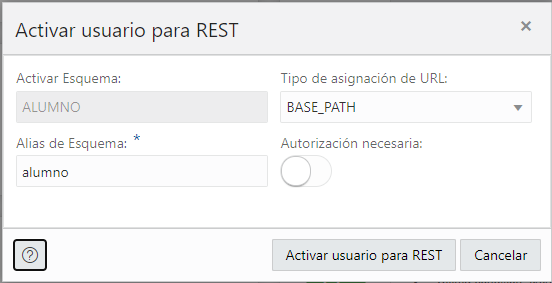 Activar usuario para REST
Activar Esquema:
ALUMNO
Tipo de asignación de URL:
BASE_PATH
Alias de Esquema: *
alumno
Autorización necesaria:
Activar usuario para REST
Cancelar